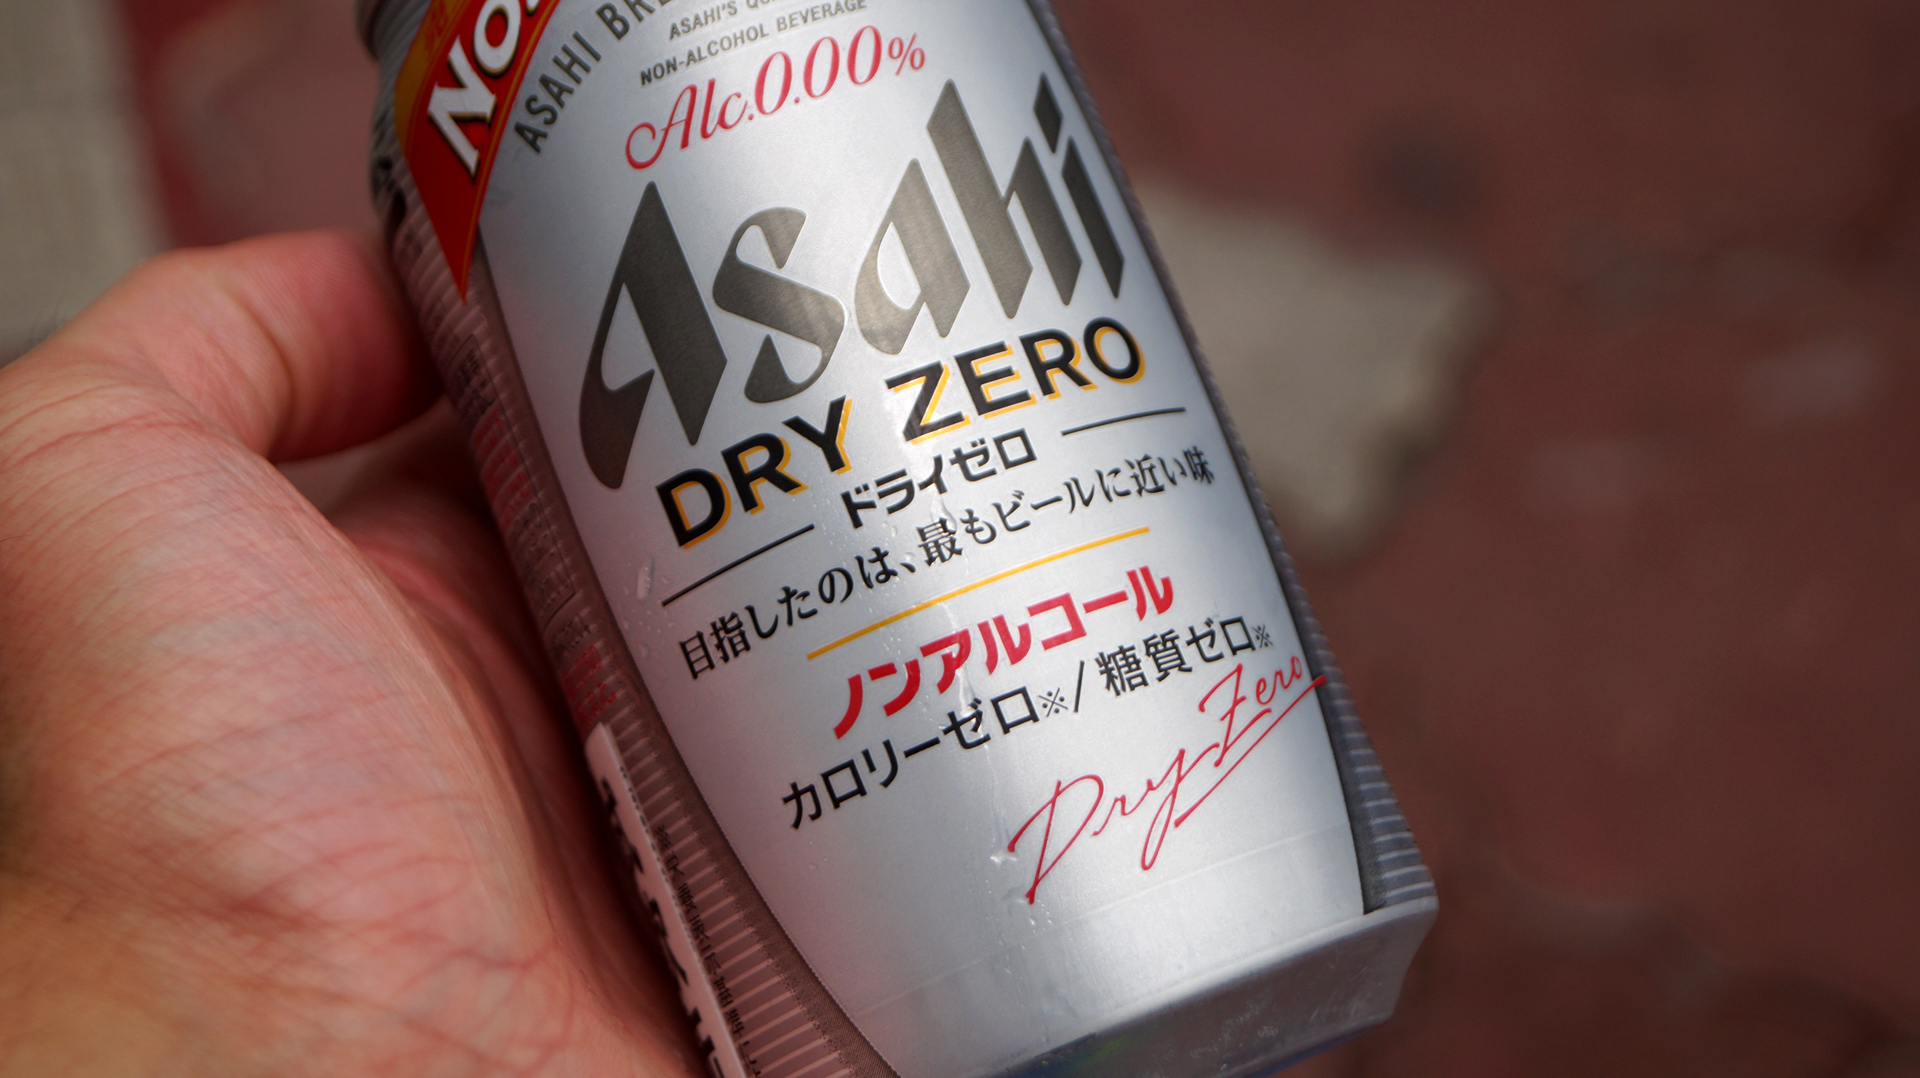 NO.
ASAHI
ASAHI'S
NON-ALCOHOL BEVERAGE
Alc.0.00%
Asahi
DRY ZERO
ドライゼロ
目指したのは、最もビールに近い味
ノンアルコール
カロリーゼロ※/糖質ゼロ※
Dry Zero